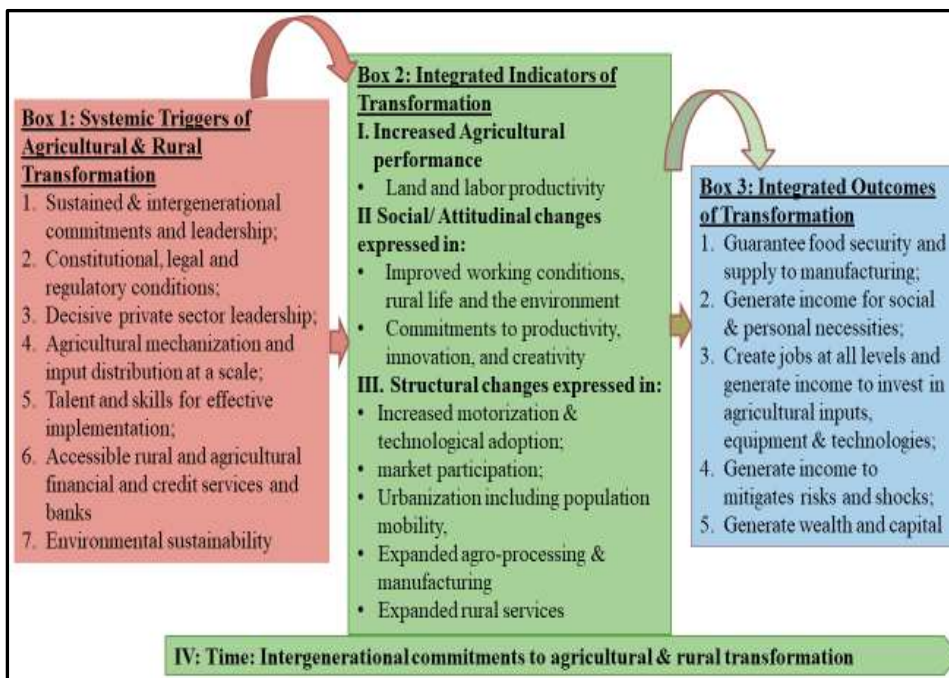 Box 1: Systemic Triggers of
Agricultural & Rural
Transformation
1. Sustained & intergenerational
commitments and leadership;
2. Constitutional, legal and
regulatory conditions;
3. Decisive private sector leadership;
4. Agricultural mechanization and
input distribution at a scale;
5. Talent and skills for effective
implementation;
6. Accessible rural and agricultural
financial and credit services and
banks
7. Environmental sustainability
Box 2: Integrated Indicators of
Transformation
I. Increased Agricultural
performance
• Land and labor productivity
II Social/ Attitudinal changes
expressed in:
• Improved working conditions,
rural life and the environment
• Commitments to productivity,
innovation, and creativity
III. Structural changes expressed in:
• Increased motorization &
technological adoption;
• market participation;
• Urbanization including population
mobility,
• Expanded agro-processing &
manufacturing
• Expanded rural services
Box 3: Integrated Outcomes
of Transformation
1. Guarantee food security and
supply to manufacturing;
2. Generate income for social
& personal necessities;
3. Create jobs at all levels and
generate income to invest in
agricultural inputs,
equipment & technologies;
4. Generate income to
mitigates risks and shocks;
5. Generate wealth and capital
IV: Time: Intergenerational commitments to agricultural & rural transformation